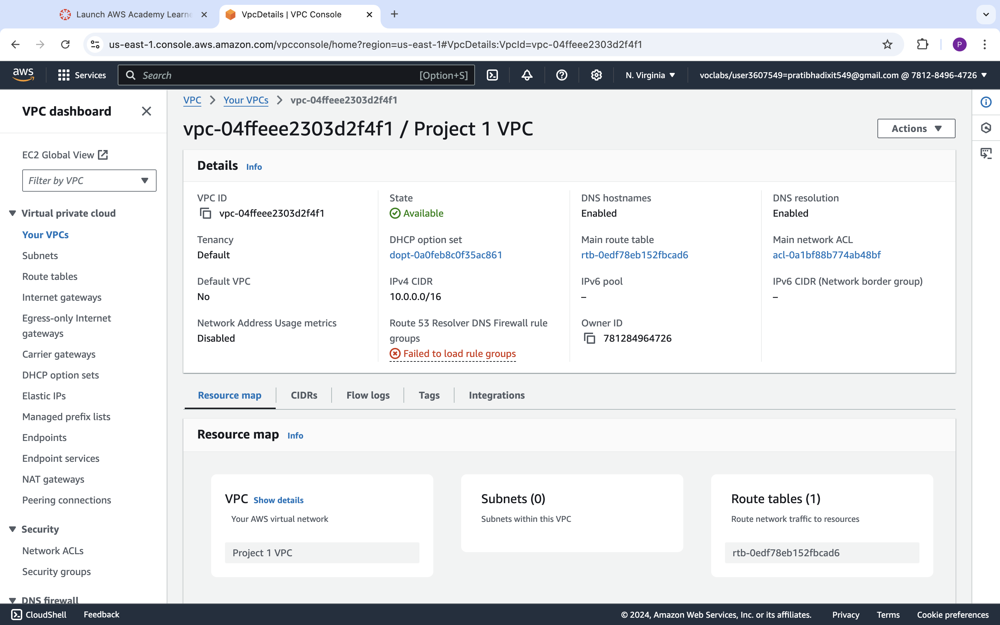 Launch AWS Academy Learne
VpcDetails | VPC Console
us-east-1.console.aws.amazon.com/vpcconsole/home?region=us-east-1#VpcDetails:VpcId=vpc-04ffeee2303d2f4f1
P
aws
Services
Search
[Option+S]
N. Virginia
voclabs/user3607549=pratibhadixit549@gmail.com @ 7812-8496-4726
VPC dashboard
EC2 Global View
Filter by VPC
Virtual private cloud
Your VPCs
Subnets
Route tables
Internet gateways
Egress-only Internet
gateways
Carrier gateways
DHCP option sets
Elastic IPs
Managed prefix lists
Endpoints
Endpoint services
NAT gateways
Peering connections
Security
Network ACLs
Security groups
DNS firewall
VPC
Your VPCs
vpc-04ffeee2303d2f4f1
vpc-04ffeee2303d2f4f1 / Project 1 VPC
Actions
Details Info
VPC ID
vpc-04ffeee2303d2f4f1
State
Available
DNS hostnames
Enabled
DNS resolution
Enabled
Tenancy
Default
DHCP option set
dopt-0a0feb8c0f35ac861
Main route table
rtb-0edf78eb152fbcad6
Main network ACL
acl-0a1bf88b774ab48bf
Default VPC
No
IPv4 CIDR
10.0.0.0/16
IPv6 pool
–
IPv6 CIDR (Network border group)
–
Network Address Usage metrics
Disabled
Route 53 Resolver DNS Firewall rule
groups
Failed to load rule groups
Owner ID
781284964726
Resource map
CIDRs
Flow logs
Tags
Integrations
Resource map Info
VPC Show details
Your AWS virtual network
Project 1 VPC
Subnets (0)
Subnets within this VPC
Route tables (1)
Route network traffic to resources
rtb-0edf78eb152fbcad6
CloudShell
Feedback
© 2024, Amazon Web Services, Inc. or its affiliates.
Privacy
Terms
Cookie preferences